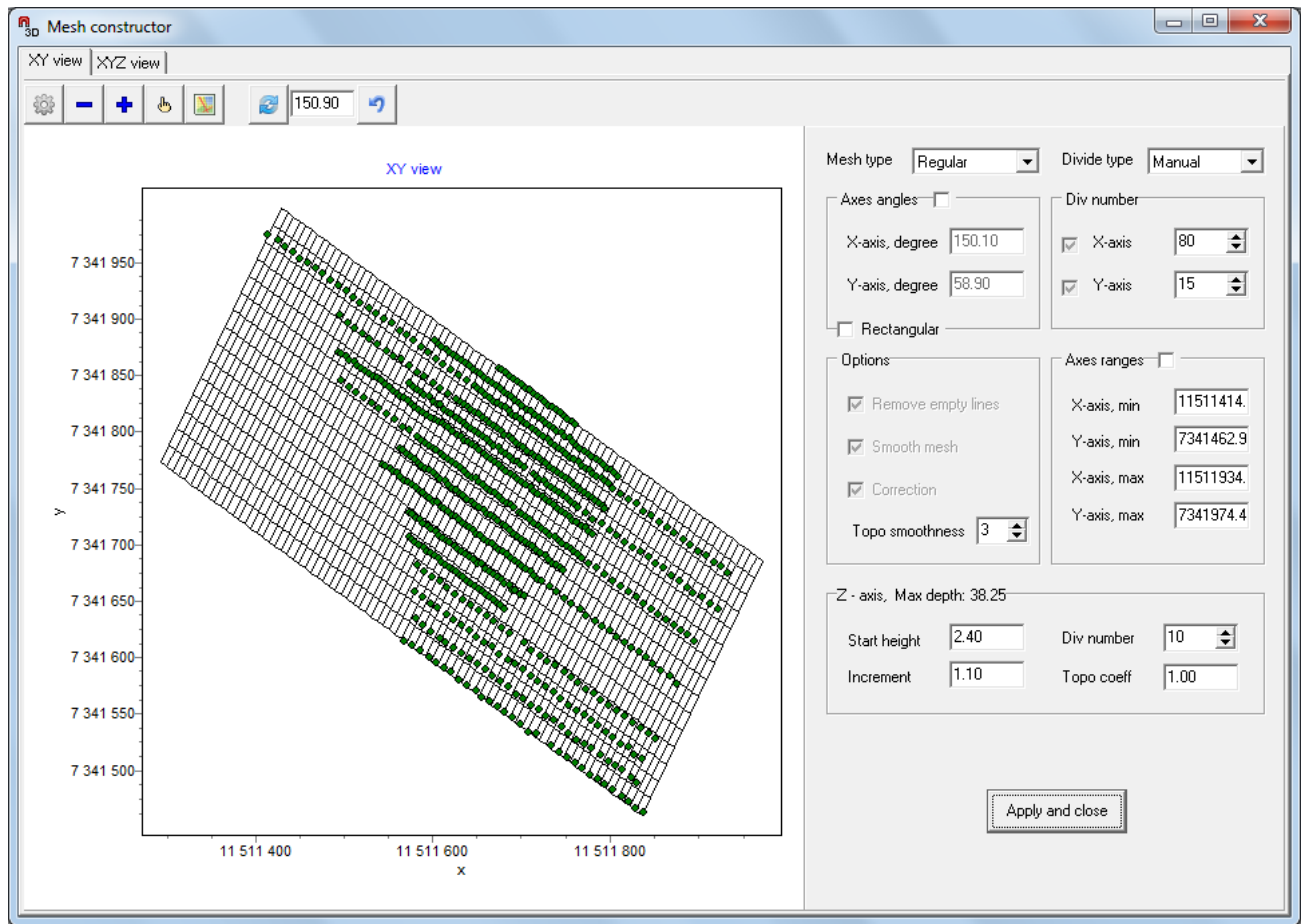 3D Mesh constructor
XY view XYZ view
150.90
XY view
7 341 950
7 341 900
7 341 850
7 341 800
7 341 750
7 341 700
7 341 650
7 341 600
7 341 550
7 341 500
y
11 511 400 11 511 600 11 511 800
x
Mesh type Regular Divide type Manual
Axes angles
X-axis, degree 150.10
Y-axis, degree 58.90
Rectangular
Div number
X-axis 80
Y-axis 15
Options
Remove empty lines
Smooth mesh
Correction
Topo smoothness 3
Axes ranges
X-axis, min 11511414.
Y-axis, min 7341462.9
X-axis, max 11511934.
Y-axis, max 7341974.4
Z - axis, Max depth: 38.25
Start height 2.40 Div number 10
Increment 1.10 Topo coeff 1.00
Apply and close